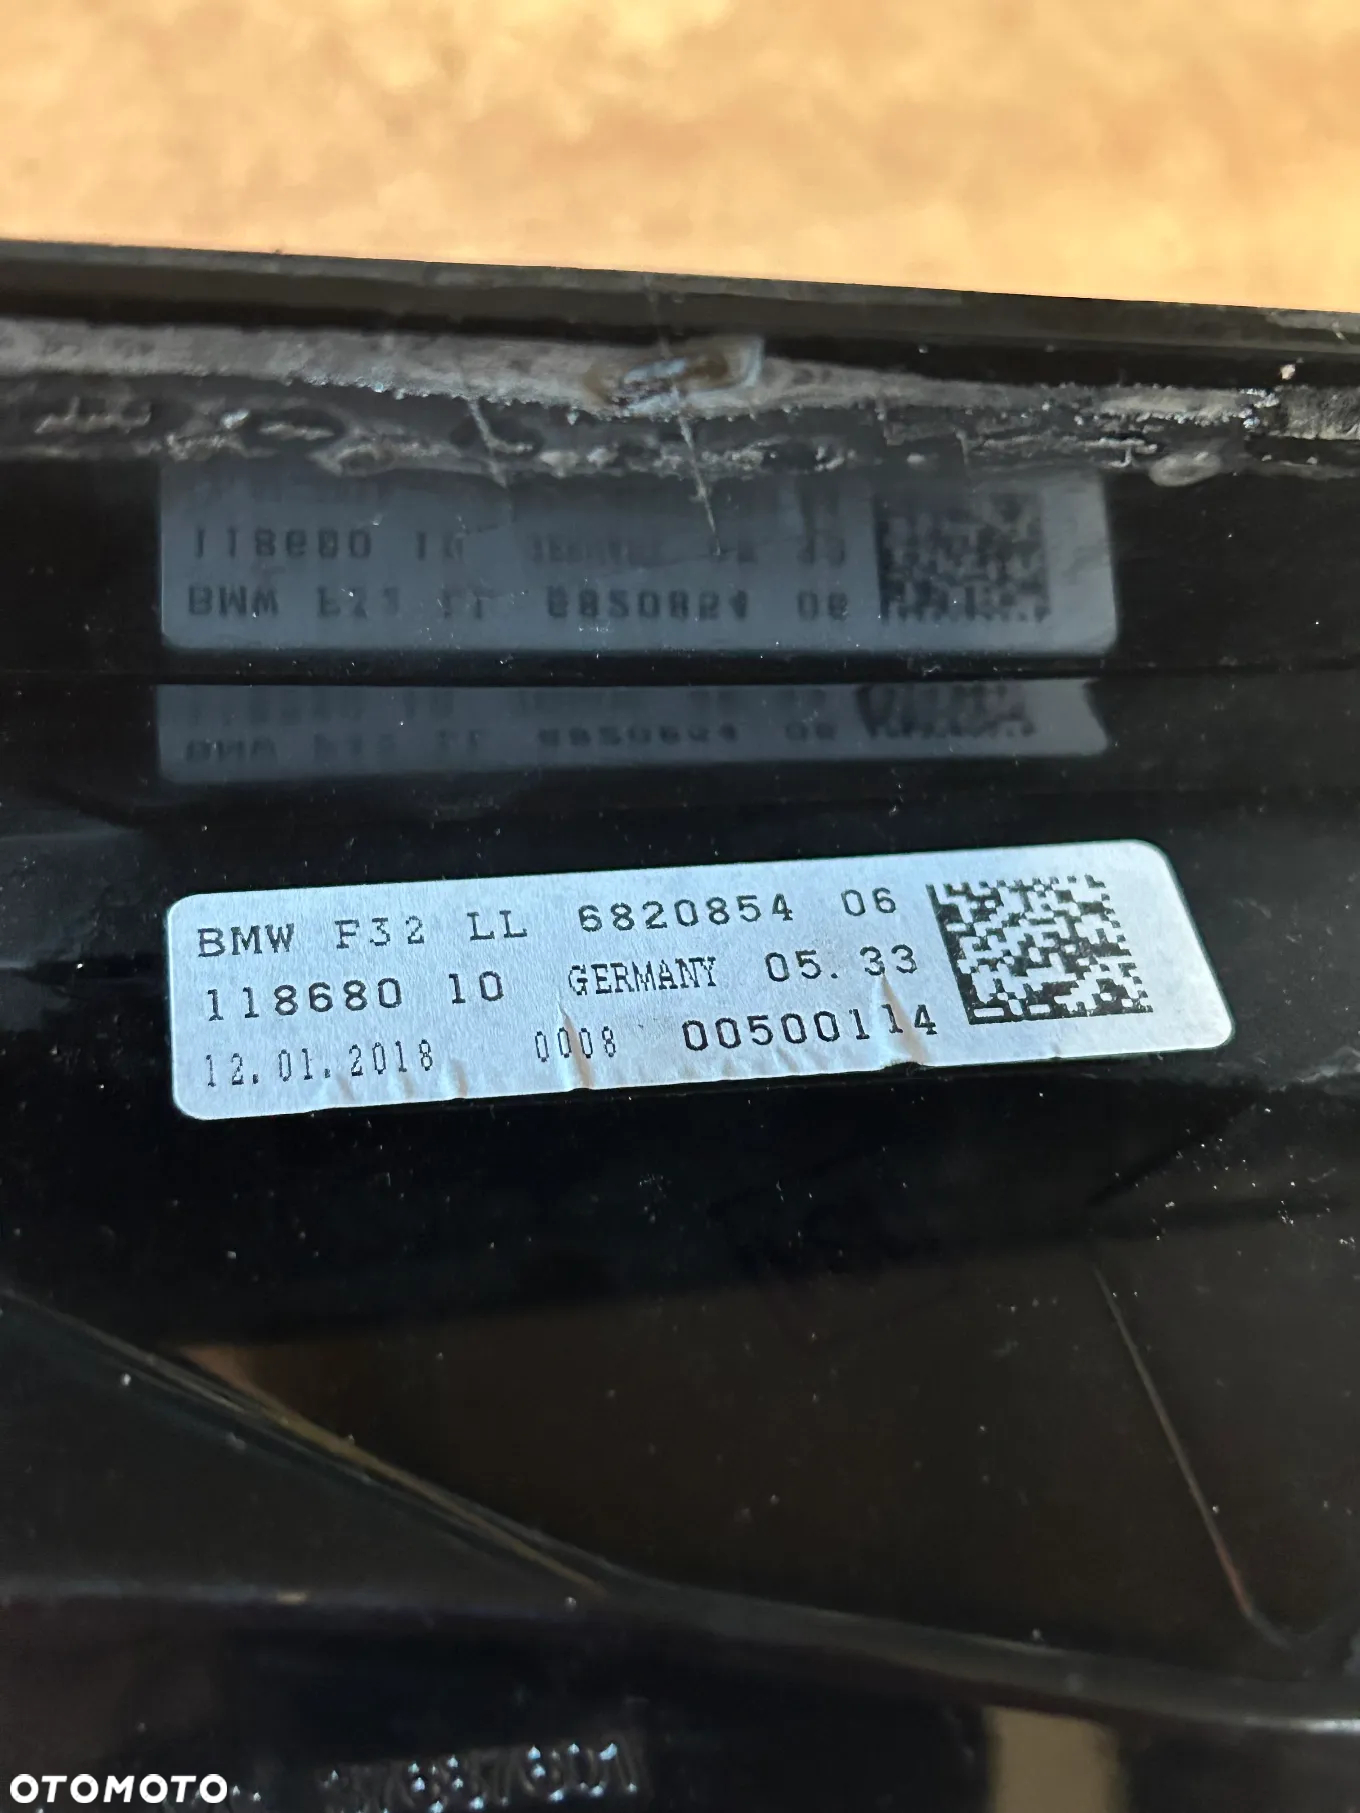 BMW F32 LL 6820854 06
118680 10 GERMANY 05.33
12.01.2018 0008 00500114
OTOMOTO